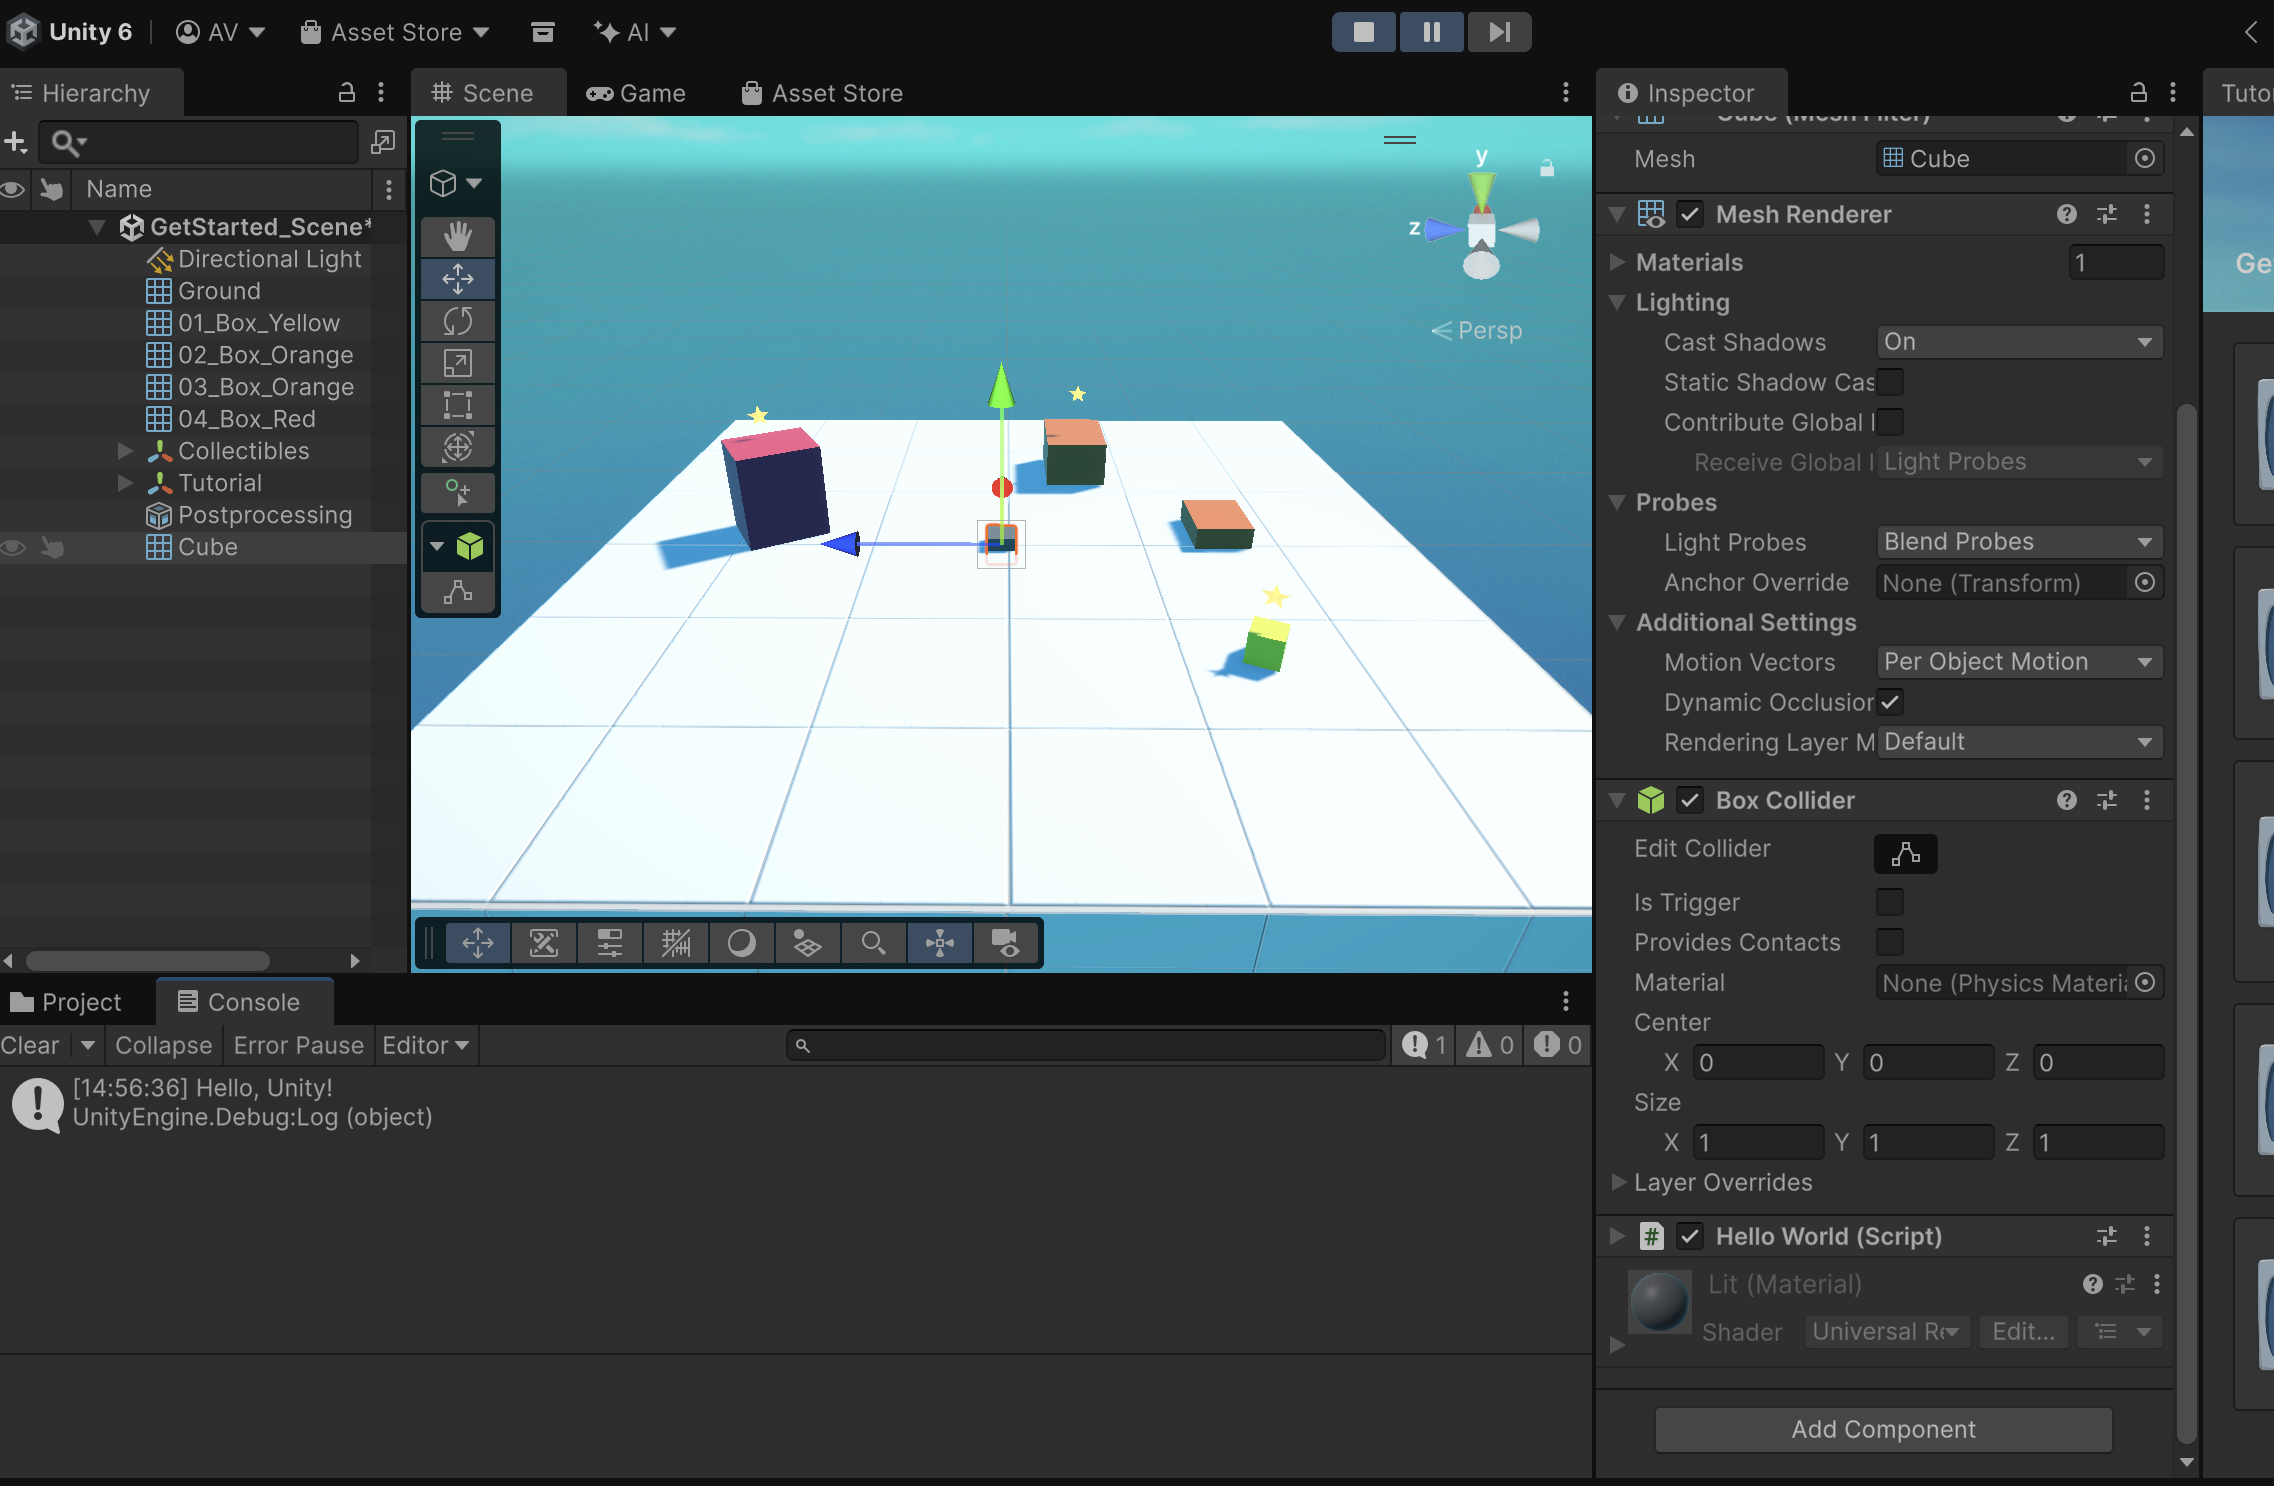 Unity 6
AV
Asset Store
AI
Hierarchy
Name
GetStarted_Scene*
Directional Light
Ground
01_Box_Yellow
02_Box_Orange
03_Box_Orange
04_Box_Red
Collectibles
Tutorial
Postprocessing
Cube
Scene
Game
Asset Store
y
z
Persp
Project
Console
Clear
Collapse
Error Pause
Editor
1
0
0
[14:56:36] Hello, Unity!
UnityEngine.Debug:Log (object)
Inspector
Cube (Mesh Filter)
Mesh
Cube
Mesh Renderer
Materials
1
Lighting
Cast Shadows
On
Static Shadow Cas
Contribute Global I
Receive Global I
Light Probes
Probes
Light Probes
Blend Probes
Anchor Override
None (Transform)
Additional Settings
Motion Vectors
Per Object Motion
Dynamic Occlusion
Rendering Layer M
Default
Box Collider
Edit Collider
Is Trigger
Provides Contacts
Material
None (Physics Materia
Center
X 0 Y 0 Z 0
Size
X 1 Y 1 Z 1
Layer Overrides
# Hello World (Script)
Lit (Material)
Shader
Universal Re
Edit...
Add Component
Tuto
Ge